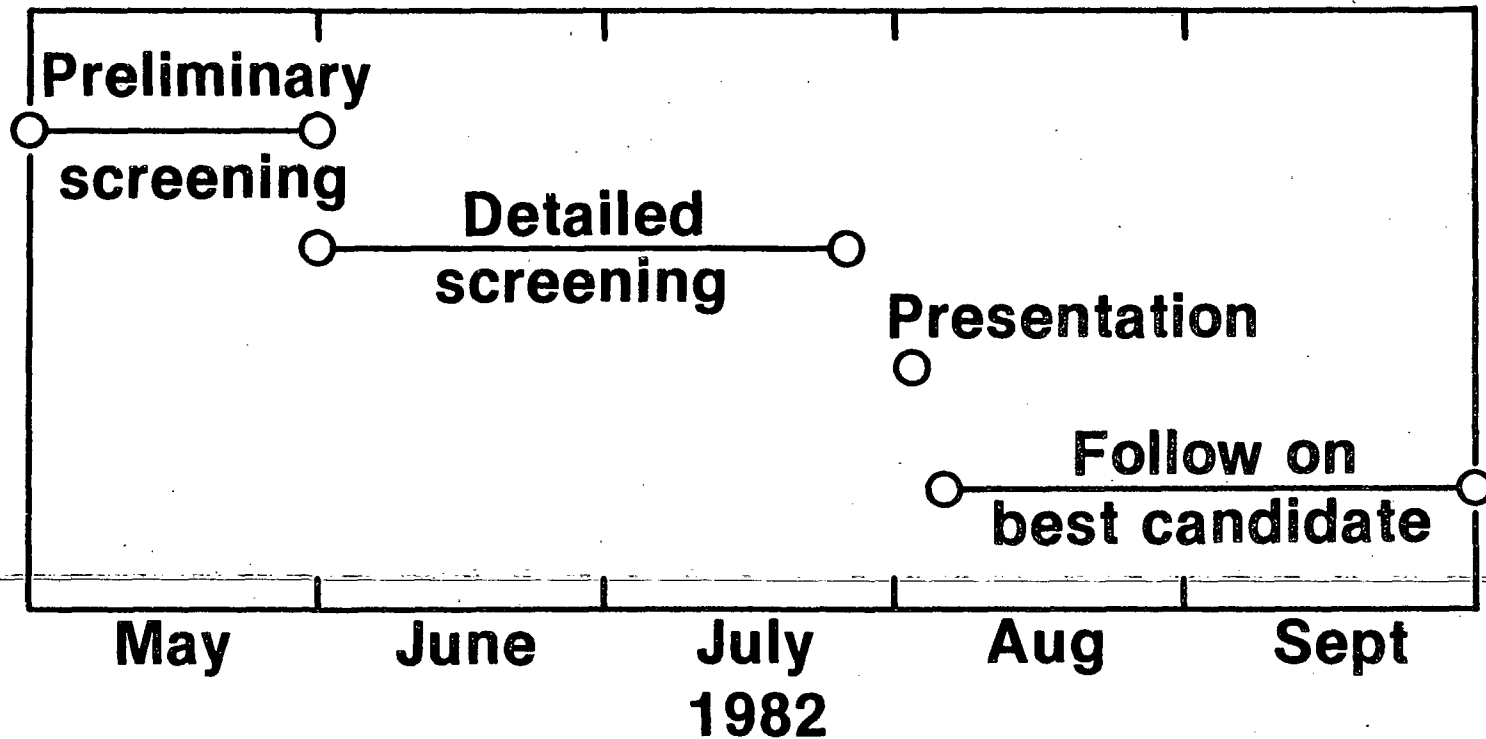 Preliminary
screening
Detailed
screening
Presentation
Follow on
best candidate
May June July Aug Sept
1982